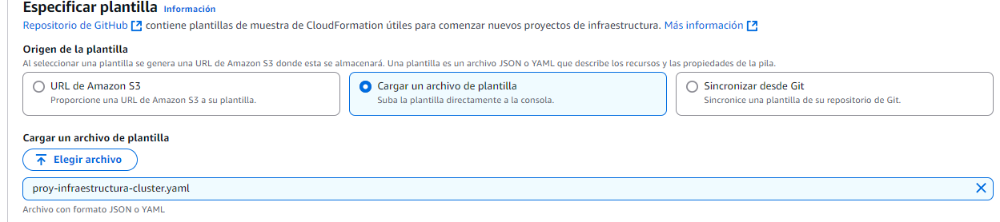 Especificar plantilla Información
Repositorio de GitHub contiene plantillas de muestra de CloudFormation útiles para comenzar nuevos proyectos de infraestructura. Más información
Origen de la plantilla
Al seleccionar una plantilla se genera una URL de Amazon S3 donde esta se almacenará. Una plantilla es un archivo JSON o YAML que describe los recursos y las propiedades de la pila.
URL de Amazon S3
Proporcione una URL de Amazon S3 a su plantilla.
Cargar un archivo de plantilla
Suba la plantilla directamente a la consola.
Sincronizar desde Git
Sincronice una plantilla de su repositorio de Git.
Cargar un archivo de plantilla
Elegir archivo
proy-infraestructura-cluster.yaml
Archivo con formato JSON o YAML